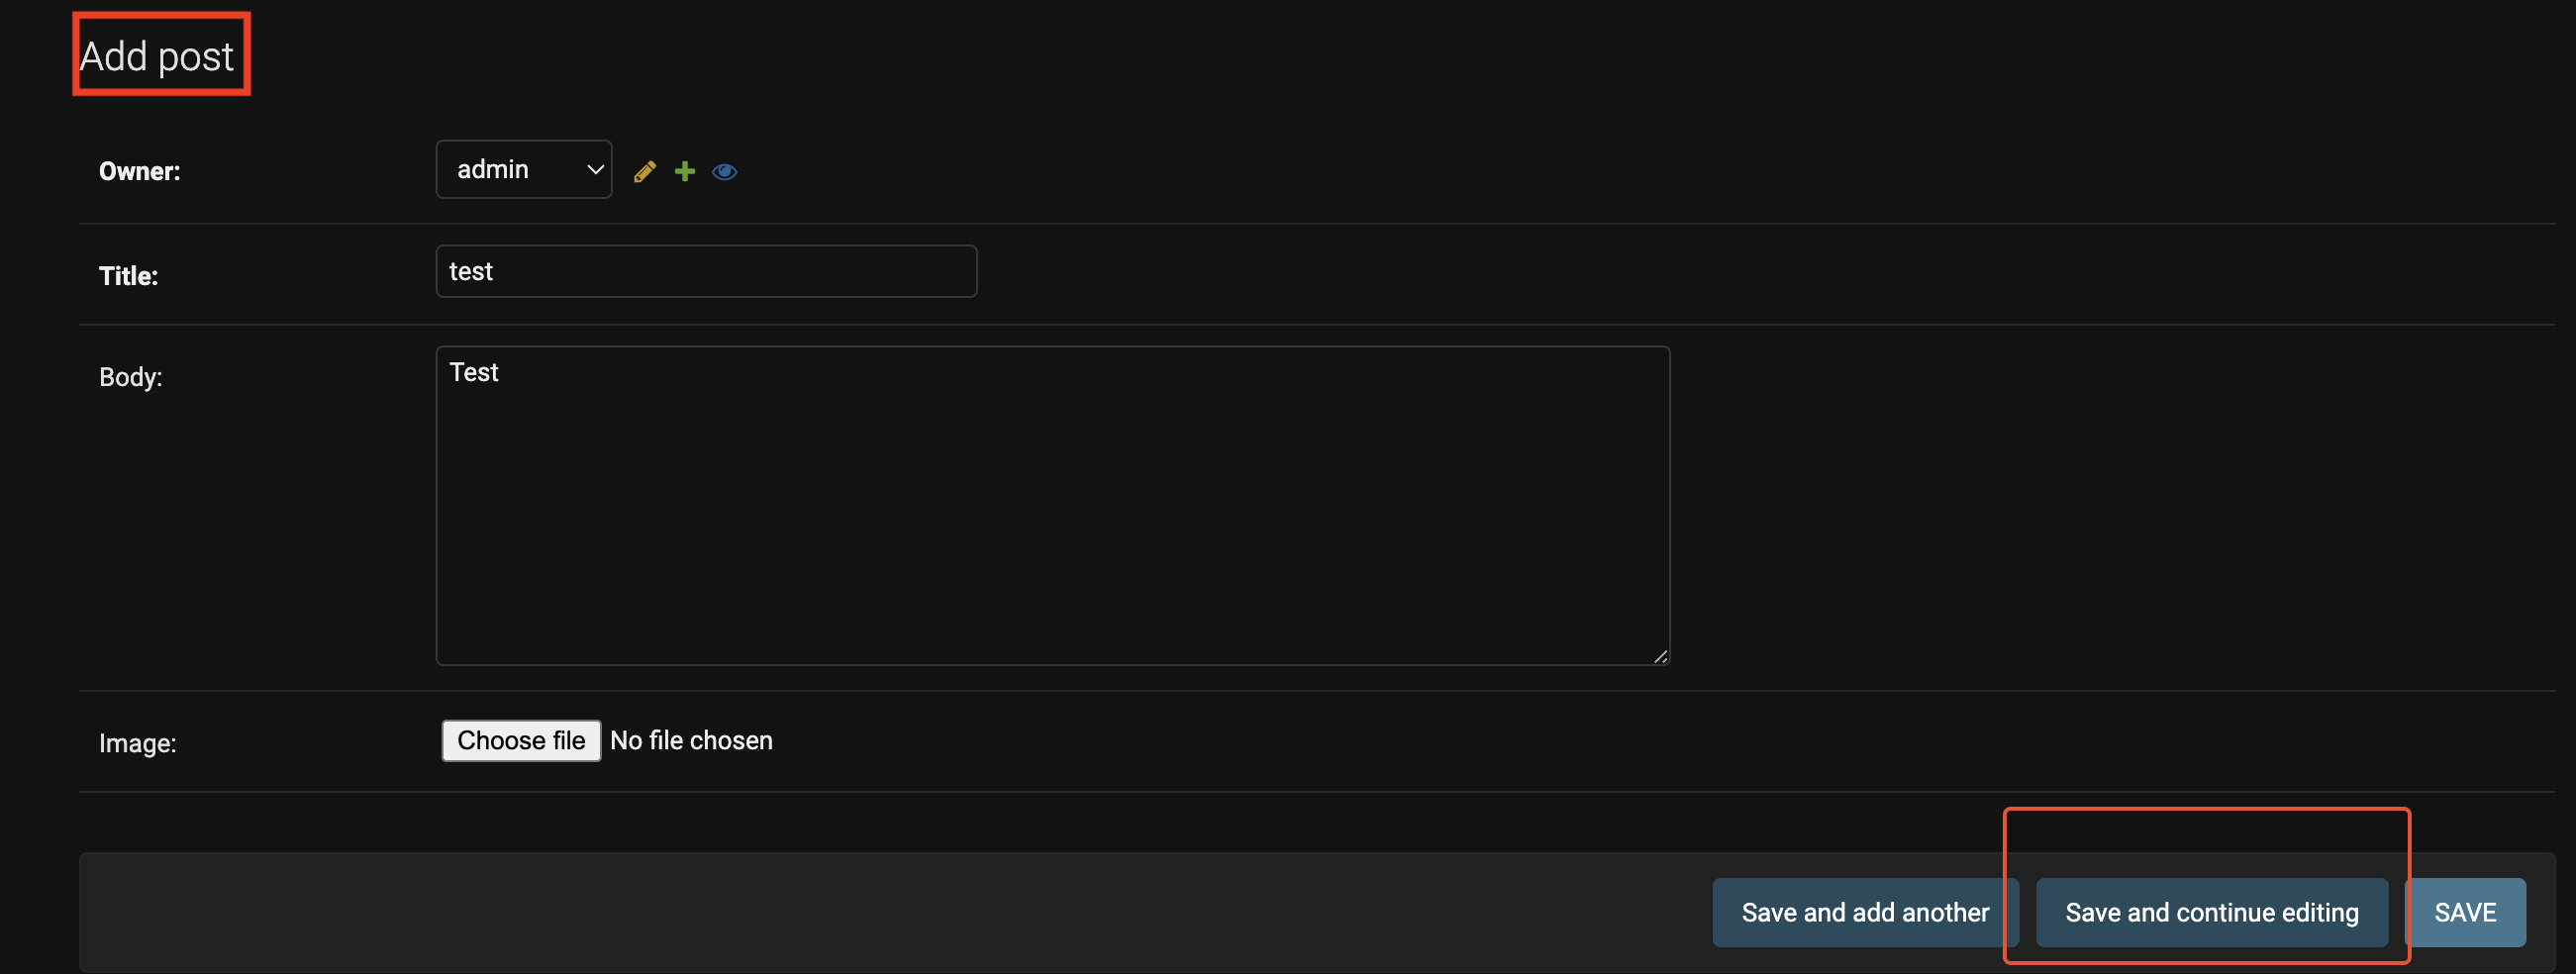 Add post
Owner: admin
Title: test
Body: Test
Image: Choose file No file chosen
Save and add another Save and continue editing SAVE